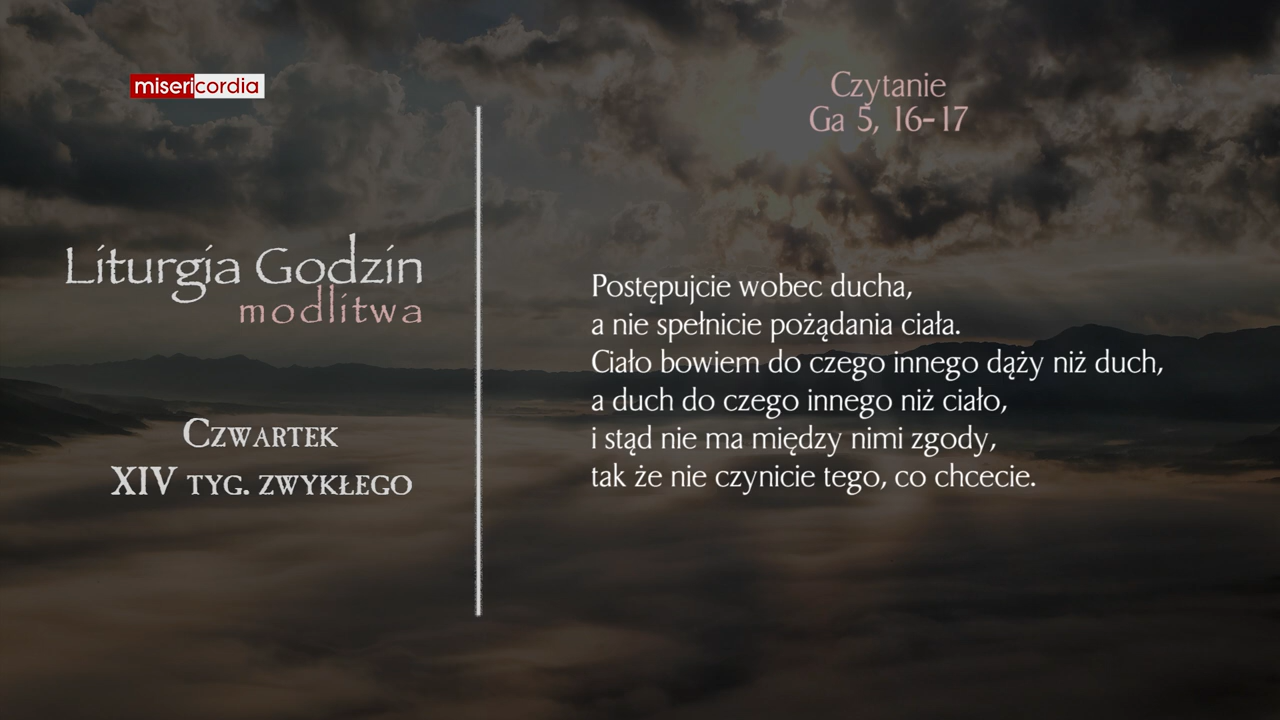 misericordia
Liturgia Godzin
modlitwa
Czwartek
XIV tyg. zwykłego
Czytanie
Ga 5, 16-17
Postępujcie wobec ducha,
a nie spełnicie pożądania ciała.
Ciało bowiem do czego innego dąży niż duch,
a duch do czego innego niż ciało,
i stąd nie ma między nimi zgody,
tak że nie czynicie tego, co chcecie.